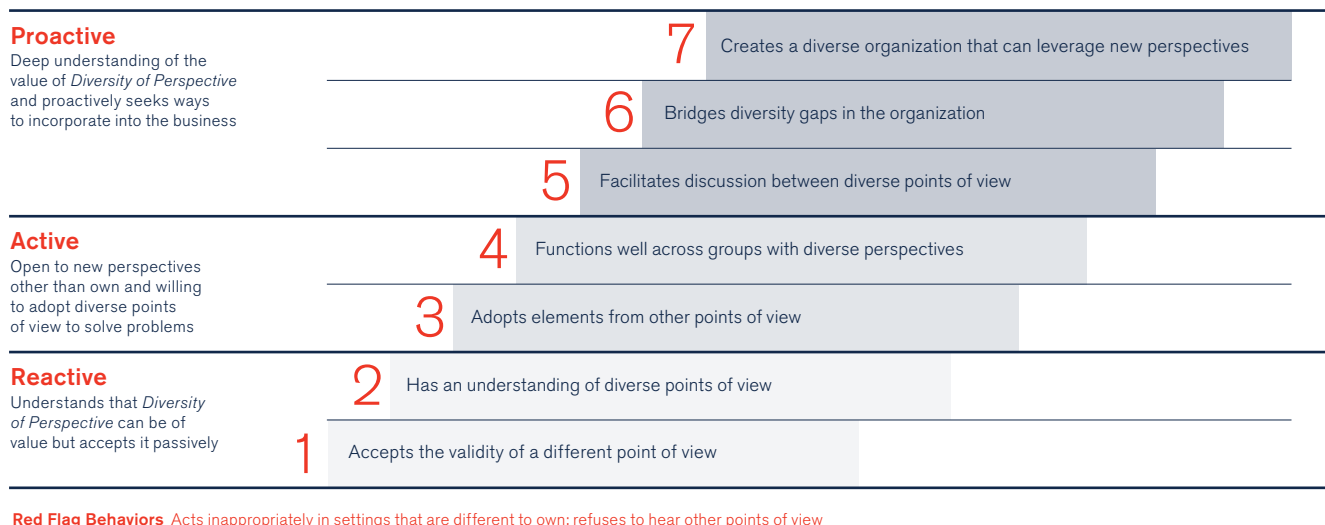 Proactive
Deep understanding of the
value of Diversity of Perspective
and proactively seeks ways
to incorporate into the business
7 Creates a diverse organization that can leverage new perspectives
6 Bridges diversity gaps in the organization
5 Facilitates discussion between diverse points of view
Active
Open to new perspectives
other than own and willing
to adopt diverse points
of view to solve problems
4 Functions well across groups with diverse perspectives
3 Adopts elements from other points of view
Reactive
Understands that Diversity
of Perspective can be of
value but accepts it passively
2 Has an understanding of diverse points of view
1 Accepts the validity of a different point of view
Red Flag Behaviors Acts inappropriately in settings that are different to own; refuses to hear other points of view